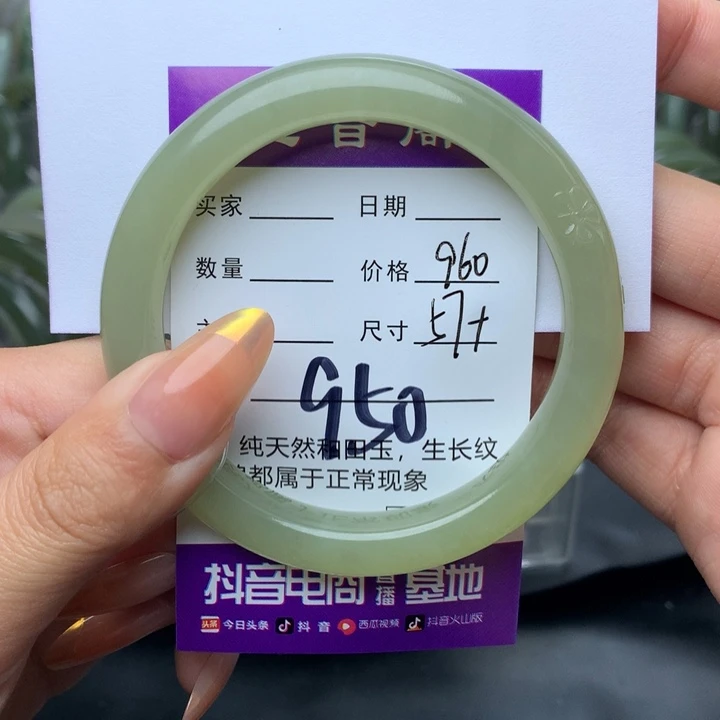 买家 日期
数量 价格 960
尺寸 57+
950
纯天然和田玉，生长纹
都属于正常现象
抖音电商直播基地
头条 今日头条 抖音 西瓜视频 抖音火山版